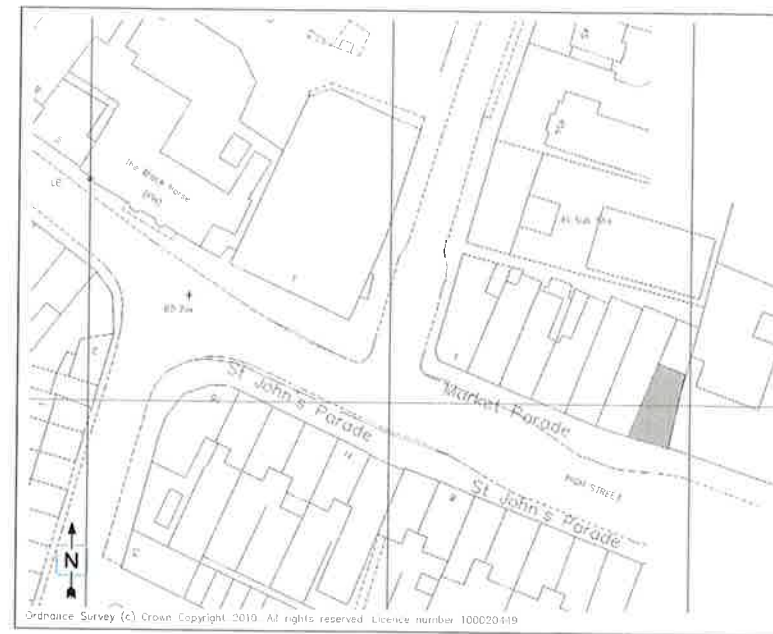 The Black Horse
(PH)
LB
El Sub Sta
St John's Parade
Market Parade
HIGH STREET
St John's Parade
N
Ordnance Survey (c) Crown Copyright 2010. All rights reserved. Licence number 100020449